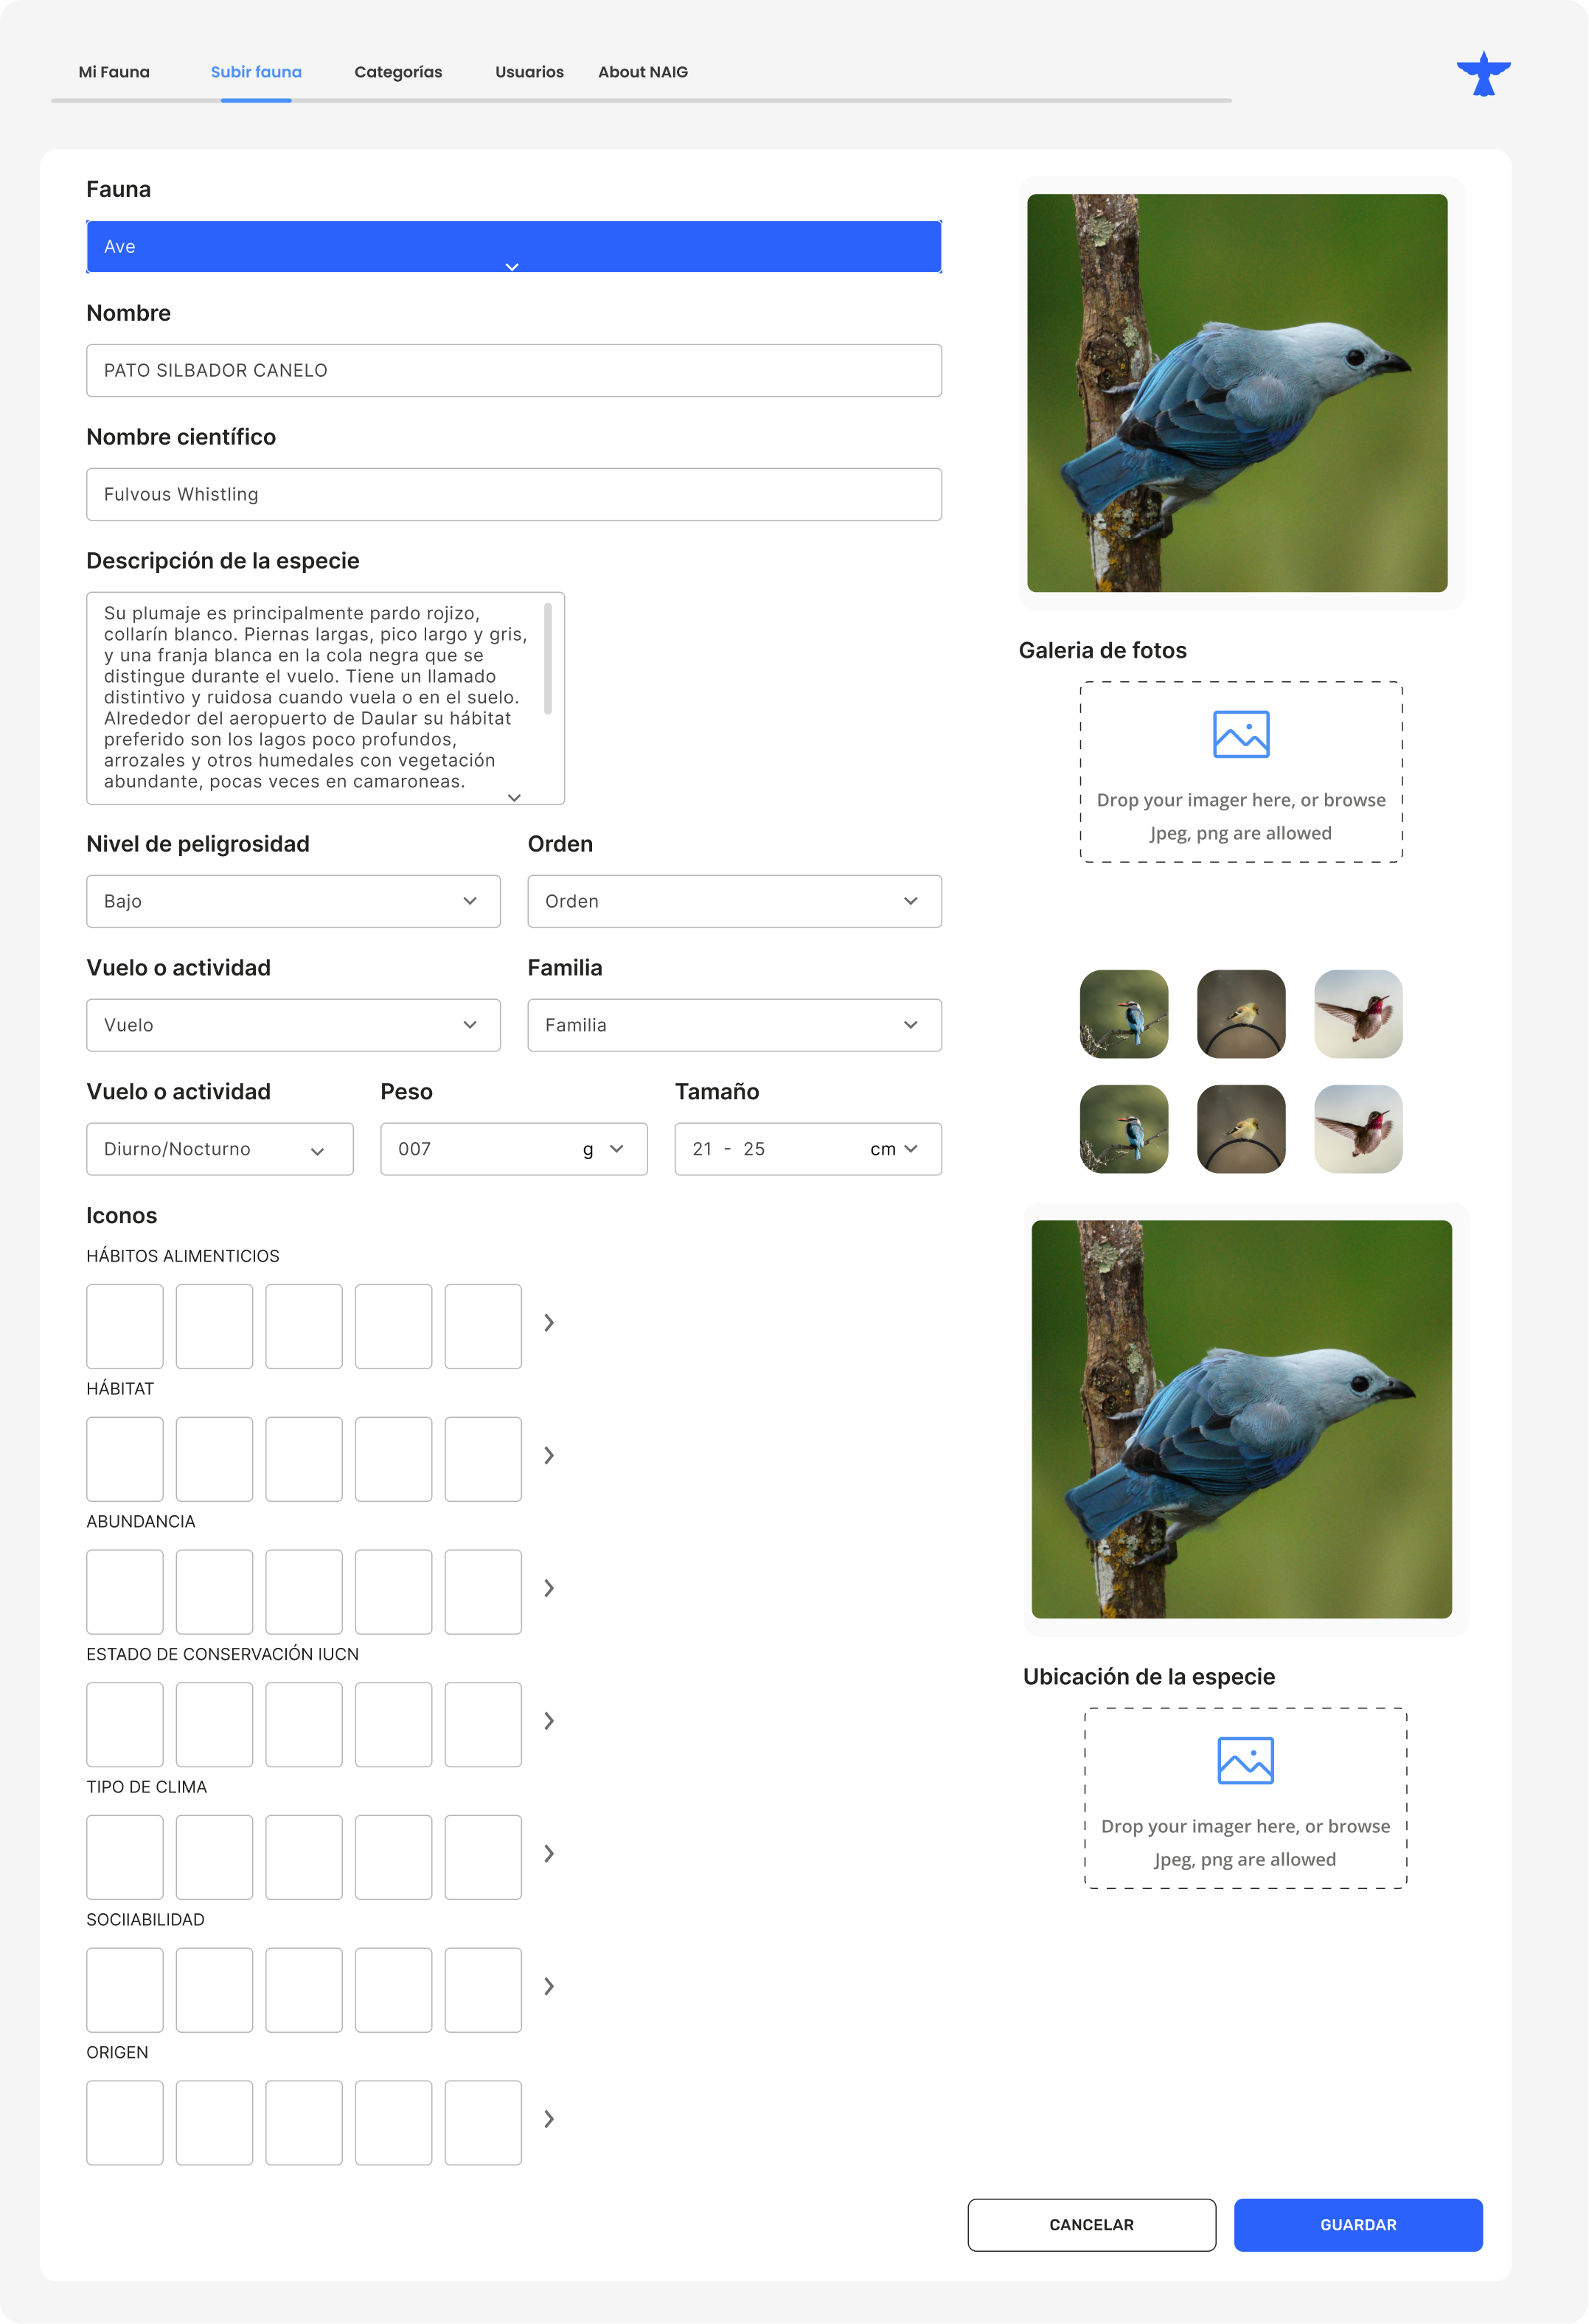 Mi Fauna
Subir fauna
Categorías
Usuarios
About NAIG
Fauna
Ave
Nombre
PATO SILBADOR CANELO
Nombre científico
Fulvous Whistling
Descripción de la especie
Su plumaje es principalmente pardo rojizo,
collarín blanco. Piernas largas, pico largo y gris,
y una franja blanca en la cola negra que se
distingue durante el vuelo. Tiene un llamado
distintivo y ruidosa cuando vuela o en el suelo.
Alrededor del aeropuerto de Daular su hábitat
preferido son los lagos poco profundos,
arrozales y otros humedales con vegetación
abundante, pocas veces en camaroneas.
Nivel de peligrosidad
Bajo
Orden
Orden
Vuelo o actividad
Vuelo
Familia
Familia
Vuelo o actividad
Diurno/Nocturno
Peso
007 g
Tamaño
21 - 25 cm
Iconos
HÁBITOS ALIMENTICIOS
HÁBITAT
ABUNDANCIA
ESTADO DE CONSERVACIÓN IUCN
TIPO DE CLIMA
SOCIIABILIDAD
ORIGEN
Galeria de fotos
Drop your imager here, or browse
Jpeg, png are allowed
Ubicación de la especie
Drop your imager here, or browse
Jpeg, png are allowed
CANCELAR
GUARDAR